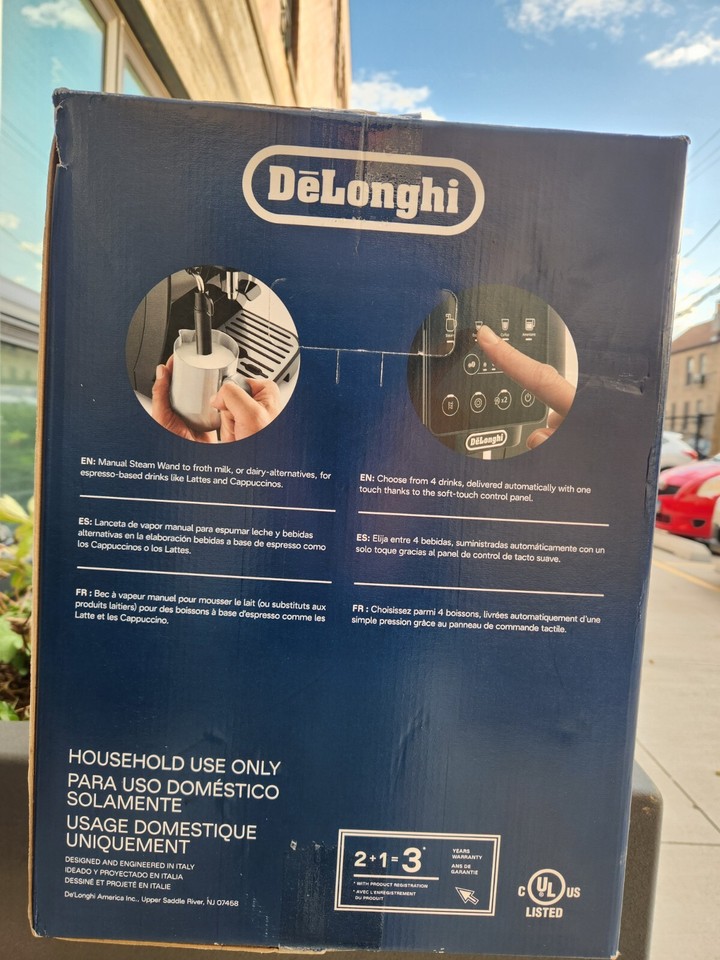 DēLonghi
x2
DēLonghi
EN: Manual Steam Wand to froth milk, or dairy-alternatives, for
espresso-based drinks like Lattes and Cappuccinos.
ES: Lanceta de vapor manual para espumar leche y bebidas
alternativas en la elaboración bebidas a base de espresso como
los Cappuccinos o los Lattes.
FR : Bec à vapeur manuel pour mousser le lait (ou substituts aux
produits laitiers) pour des boissons à base d'espresso comme les
Latte et les Cappuccino.
EN: Choose from 4 drinks, delivered automatically with one
touch thanks to the soft-touch control panel.
ES: Elija entre 4 bebidas, suministradas automáticamente con un
solo toque gracias al panel de control de tacto suave.
FR : Choisissez parmi 4 boissons, livrées automatiquement d'une
simple pression grâce au panneau de commande tactile.
HOUSEHOLD USE ONLY
PARA USO DOMÉSTICO
SOLAMENTE
USAGE DOMESTIQUE
UNIQUEMENT
DESIGNED AND ENGINEERED IN ITALY
IDEADO Y PROYECTADO EN ITALIA
DESSINÉ ET PROJETÉ EN ITALIE
De'Longhi America Inc., Upper Saddle River, NJ 07458
2+1=3*
YEARS
WARRANTY
ANS DE
GARANTIE
* WITH PRODUCT REGISTRATION
* AVEC L'ENREGISTREMENT
DU PRODUIT
C UL US
LISTED